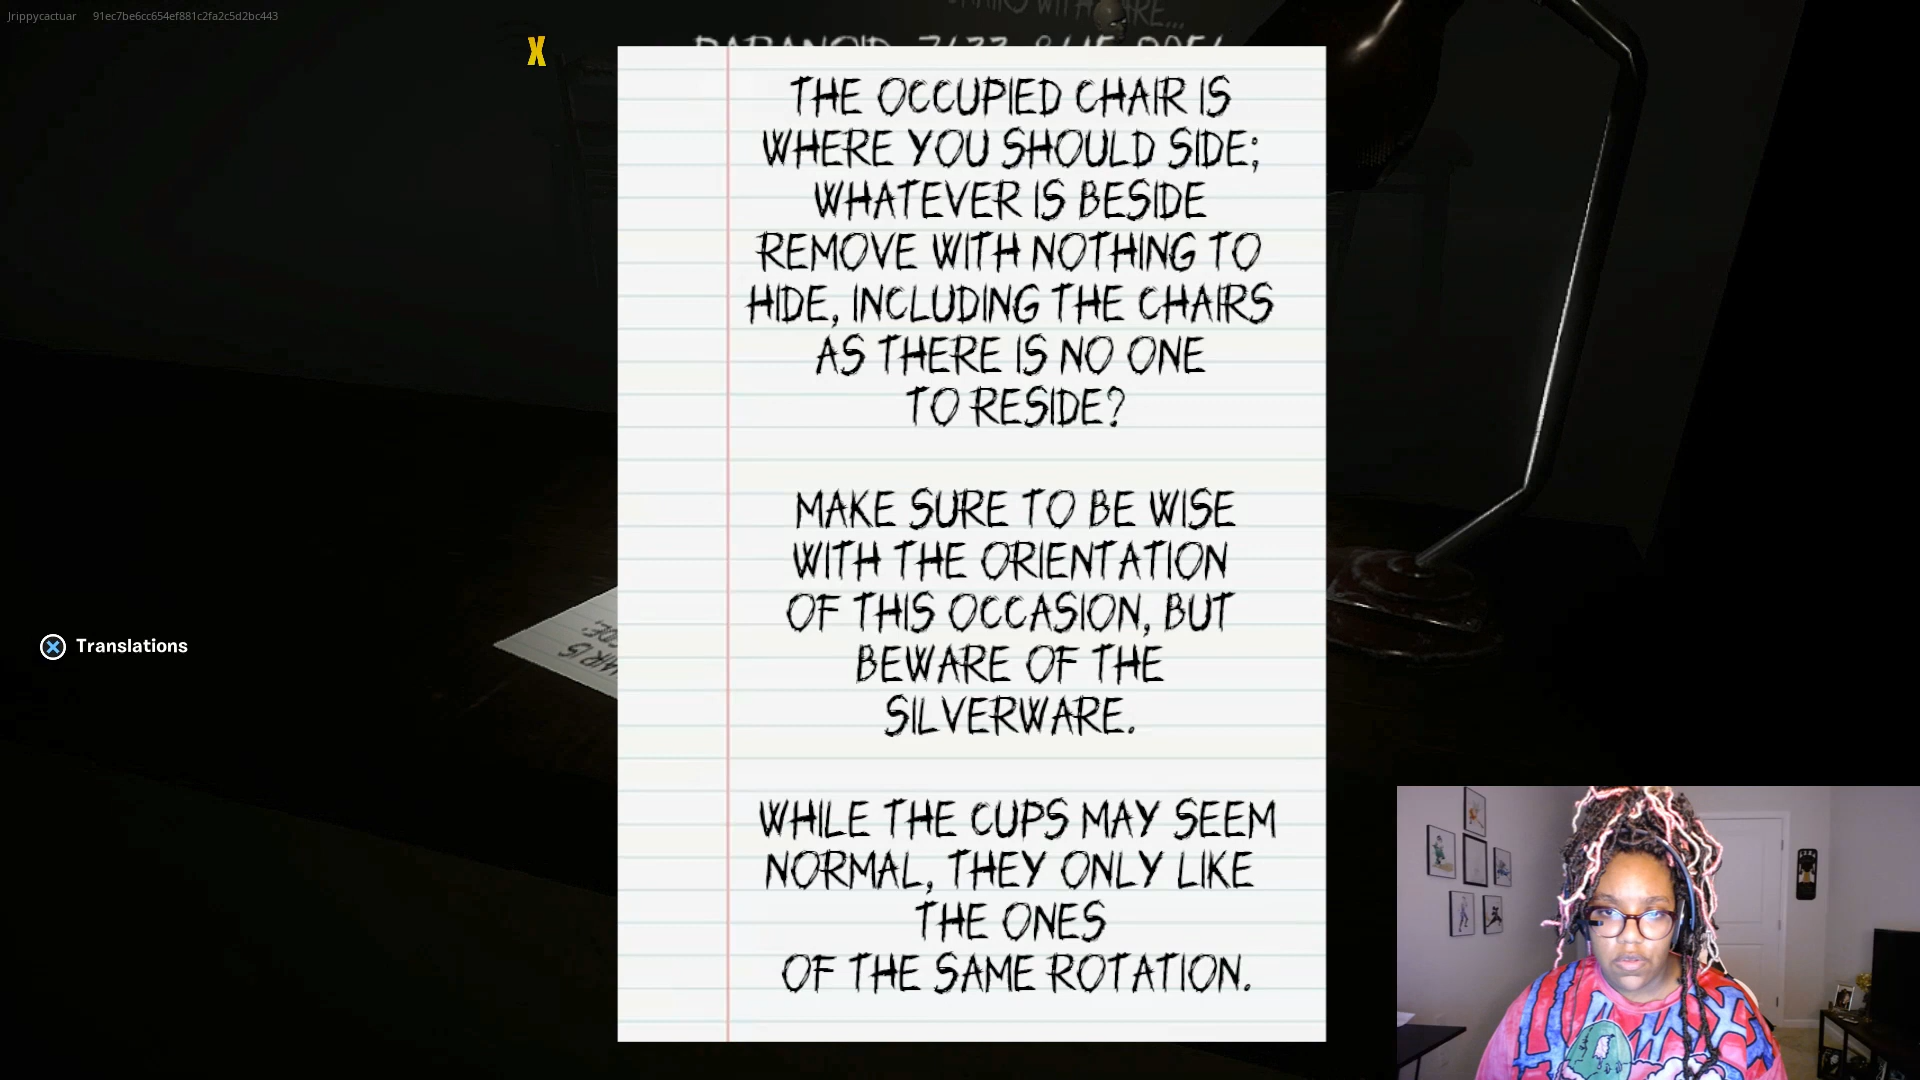 Jrippycactuar 91ec7be6cc654ef881c2fa2c5d2bc443
X
THE OCCUPIED CHAIR IS
WHERE YOU SHOULD SIDE;
WHATEVER IS BESIDE
REMOVE WITH NOTHING TO
HIDE, INCLUDING THE CHAIRS
AS THERE IS NO ONE
TO RESIDE?
MAKE SURE TO BE WISE
WITH THE ORIENTATION
OF THIS OCCASION, BUT
BEWARE OF THE
SILVERWARE.
WHILE THE CUPS MAY SEEM
NORMAL, THEY ONLY LIKE
THE ONES
OF THE SAME ROTATION.
Translations